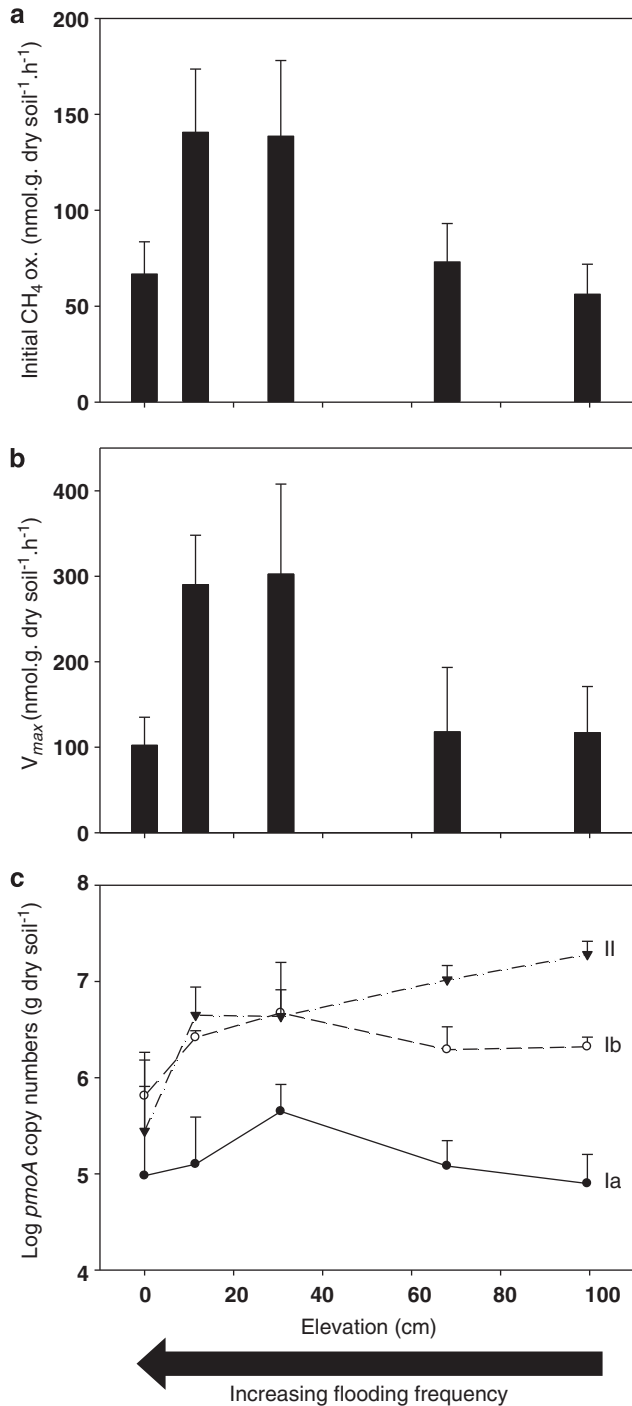 a
200
150
100
50
0
Initial CH4 ox. (nmol.g. dry soil-1.h-1)
b
400
300
200
100
0
Vmax (nmol.g. dry soil-1.h-1)
c
8
7
6
5
4
Log pmoA copy numbers (g dry soil-1)
II
Ib
Ia
0 20 40 60 80 100
Elevation (cm)
Increasing flooding frequency